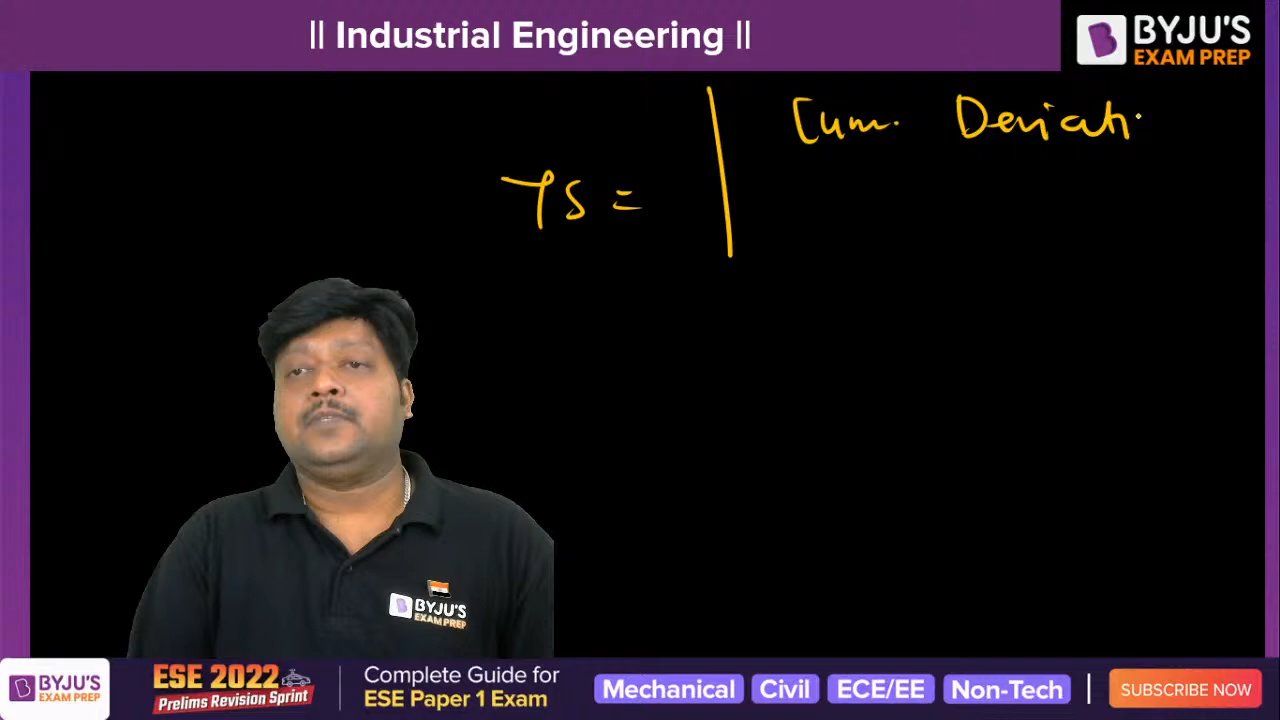 || Industrial Engineering ||
BYJU'S
EXAM PREP
Cum. Deviati
TS =
BYJU'S
EXAM PREP
BYJU'S
EXAM PREP
ESE 2022
Prelims Revision Sprint
Complete Guide for
ESE Paper 1 Exam
Mechanical Civil ECE/EE Non-Tech
SUBSCRIBE NOW